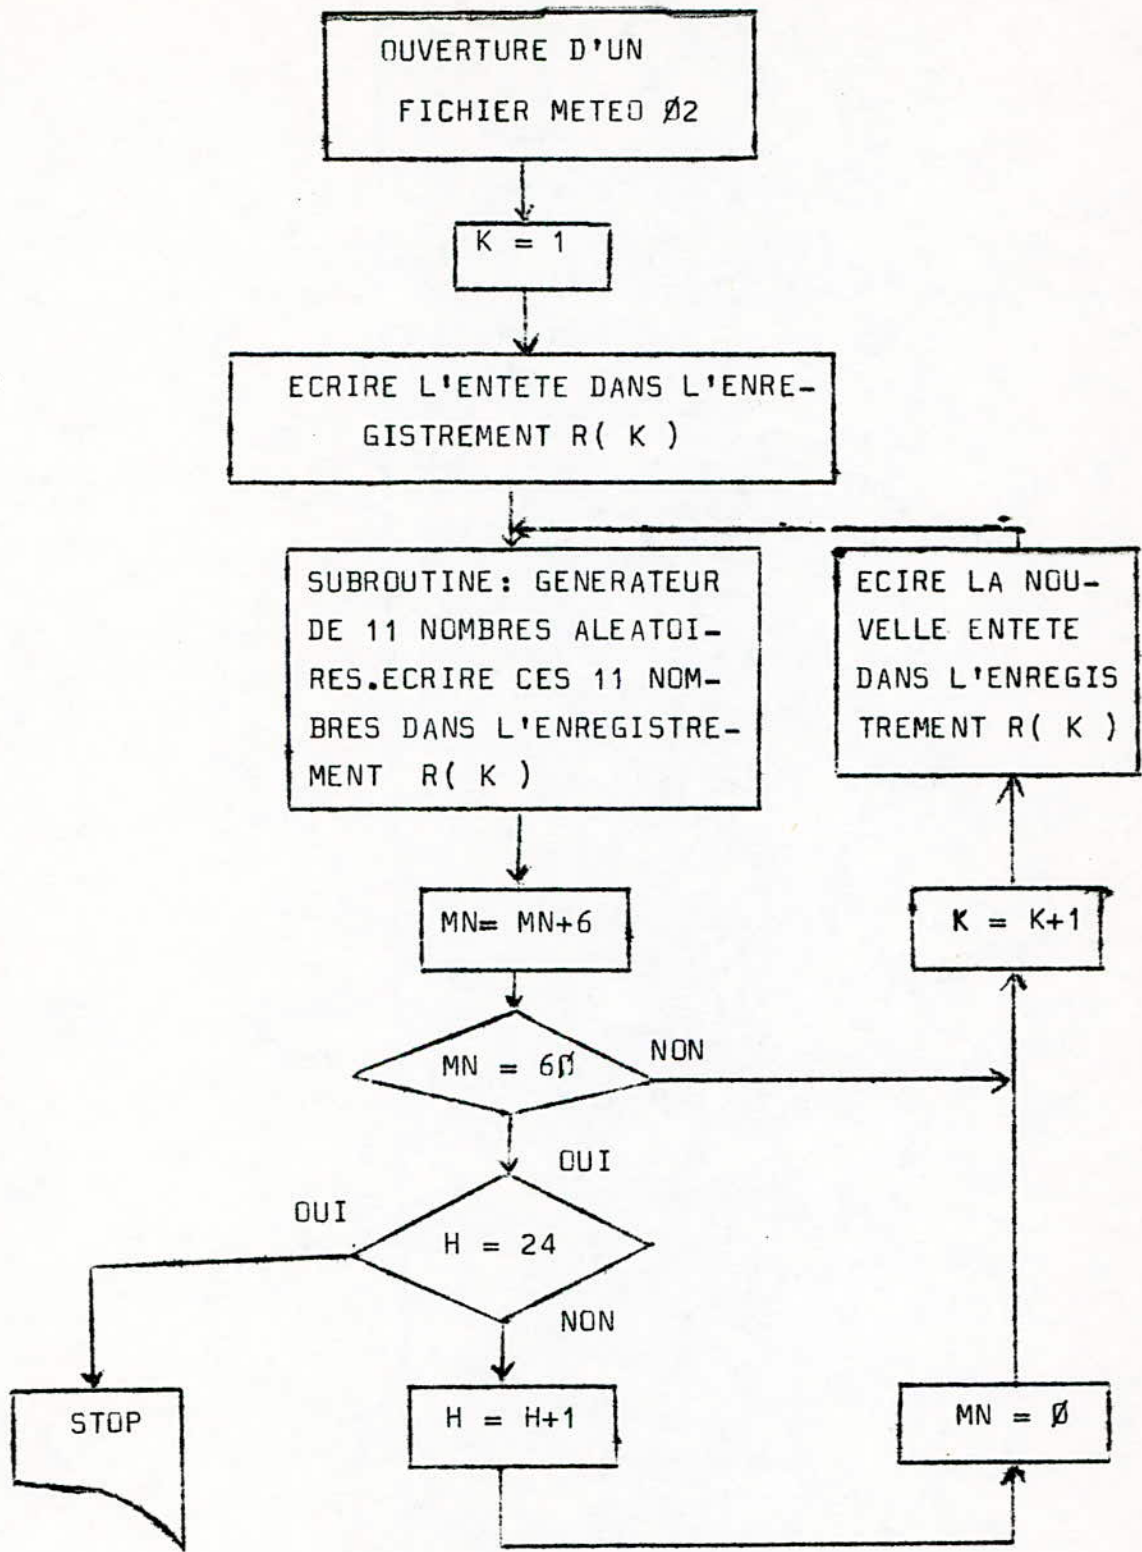 OUVERTURE D'UN
FICHIER METEO Ø2
K = 1
ECRIRE L'ENTETE DANS L'ENRE-
GISTREMENT R( K )
SUBROUTINE: GENERATEUR
DE 11 NOMBRES ALEATOI-
RES.ECRIRE CES 11 NOM-
BRES DANS L'ENREGISTRE-
MENT R( K )
ECIRE LA NOU-
VELLE ENTETE
DANS L'ENREGIS
TREMENT R( K )
MN= MN+6
K = K+1
MN = 6Ø
NON
OUI
OUI
H = 24
NON
STOP
H = H+1
MN = Ø